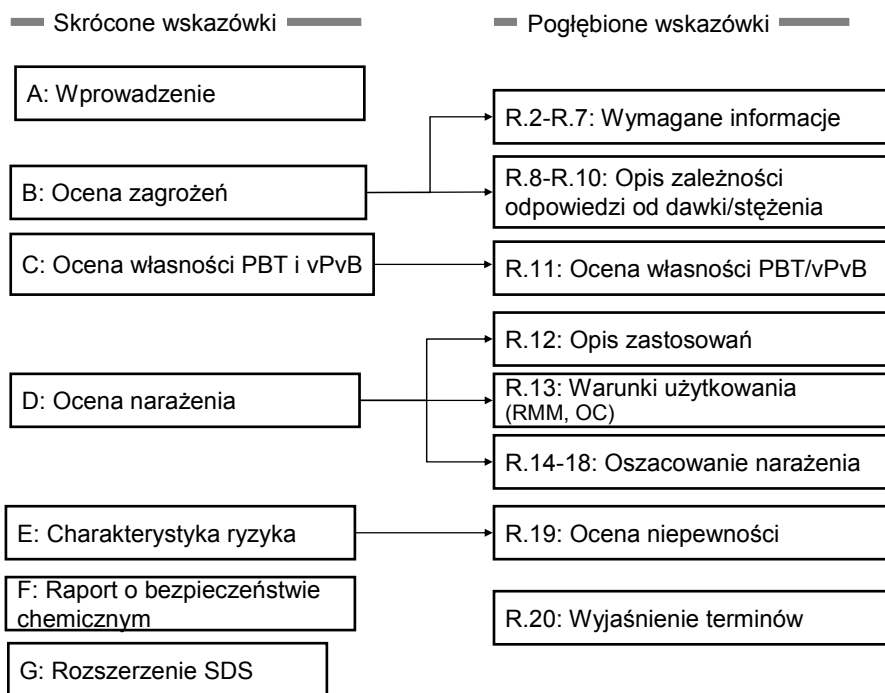 Skrócone wskazówki
A: Wprowadzenie
B: Ocena zagrożeń
C: Ocena własności PBT i vPvB
D: Ocena narażenia
E: Charakterystyka ryzyka
F: Raport o bezpieczeństwie
chemicznym
G: Rozszerzenie SDS
Pogłębione wskazówki
R.2-R.7: Wymagane informacje
R.8-R.10: Opis zależności
odpowiedzi od dawki/stężenia
R.11: Ocena własności PBT/vPvB
R.12: Opis zastosowań
R.13: Warunki użytkowania
(RMM, OC)
R.14-18: Oszacowanie narażenia
R.19: Ocena niepewności
R.20: Wyjaśnienie terminów